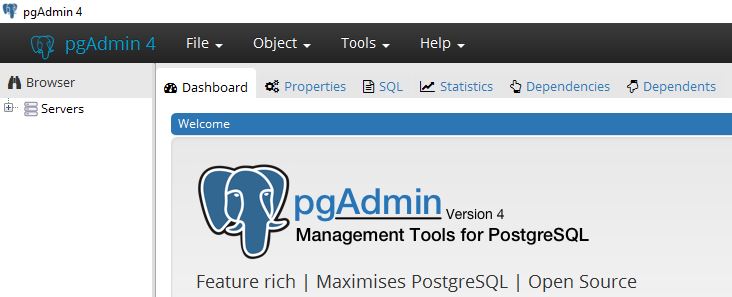 pgAdmin 4
pgAdmin 4 File Object Tools Help
Browser
Servers
Dashboard Properties SQL Statistics Dependencies Dependents
Welcome
pgAdmin Version 4
Management Tools for PostgreSQL
Feature rich | Maximises PostgreSQL | Open Source